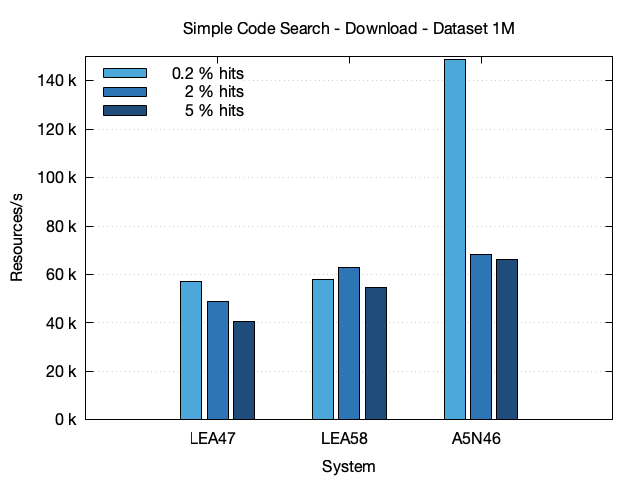 Simple Code Search - Download - Dataset 1M
0.2 % hits
2 % hits
5 % hits
140 k
120 k
100 k
80 k
60 k
40 k
20 k
0 k
Resources/s
LEA47 LEA58 A5N46
System